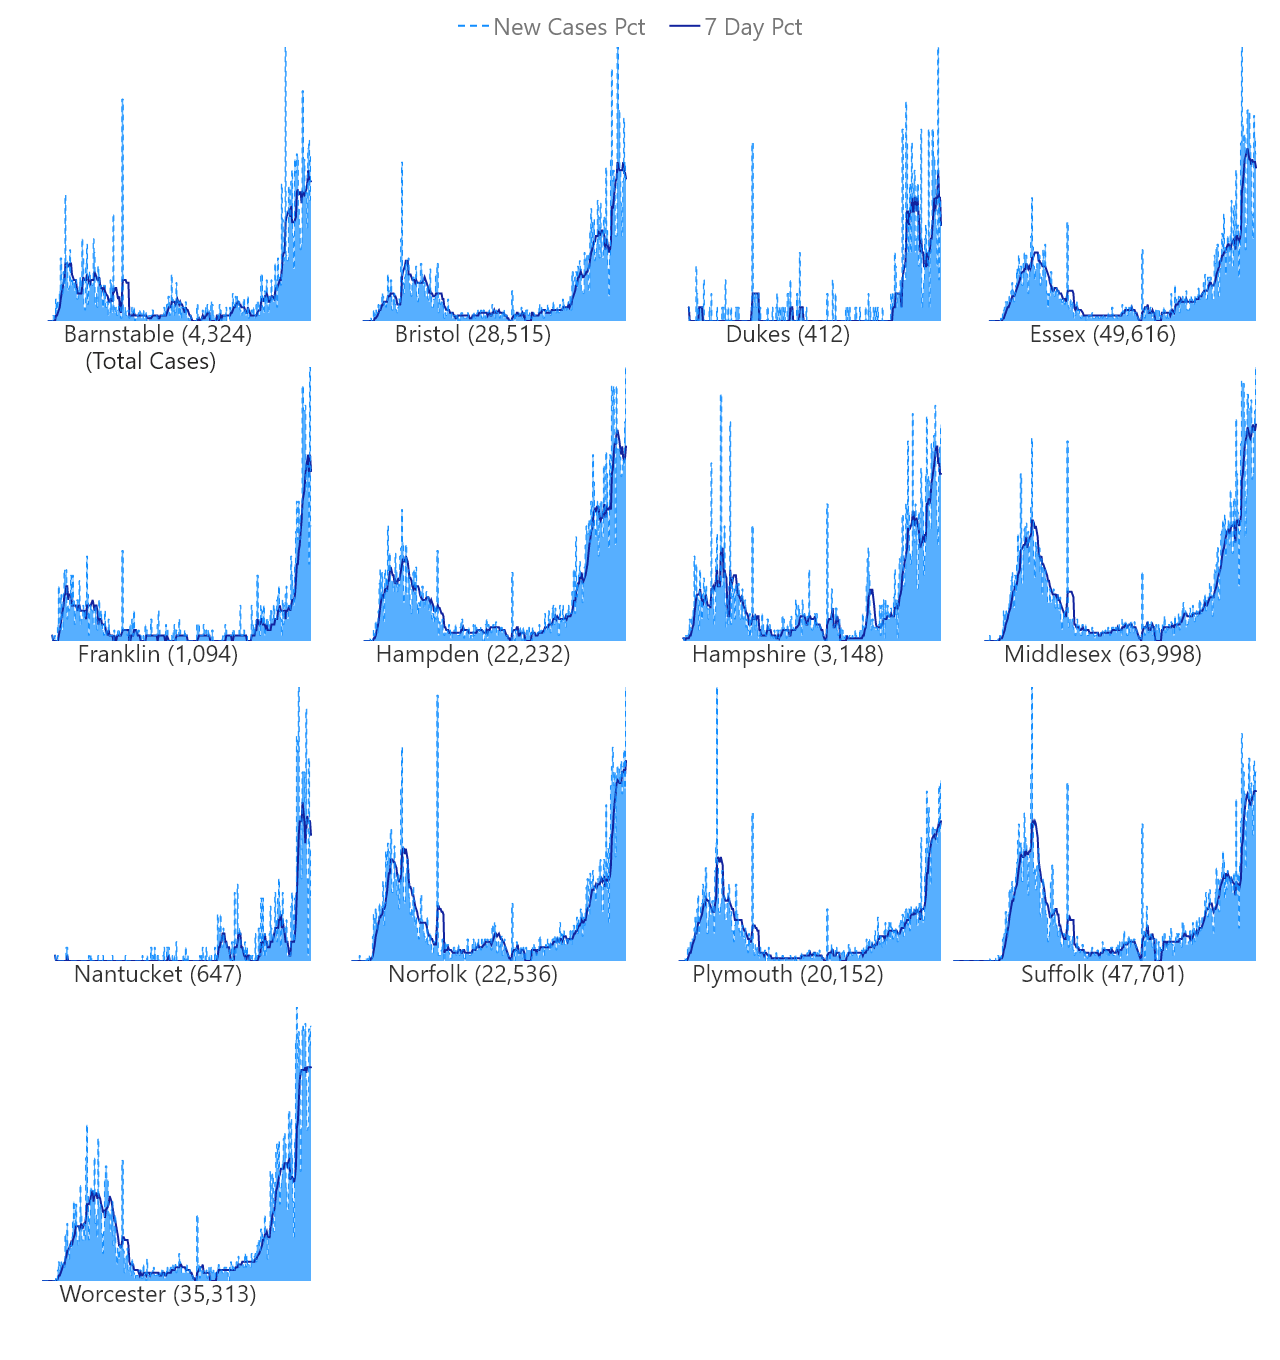 New Cases Pct 7 Day Pct
Barnstable (4,324) Bristol (28,515) Dukes (412) Essex (49,616)
(Total Cases)
Franklin (1,094) Hampden (22,232) Hampshire (3,148) Middlesex (63,998)
Nantucket (647) Norfolk (22,536) Plymouth (20,152) Suffolk (47,701)
Worcester (35,313)